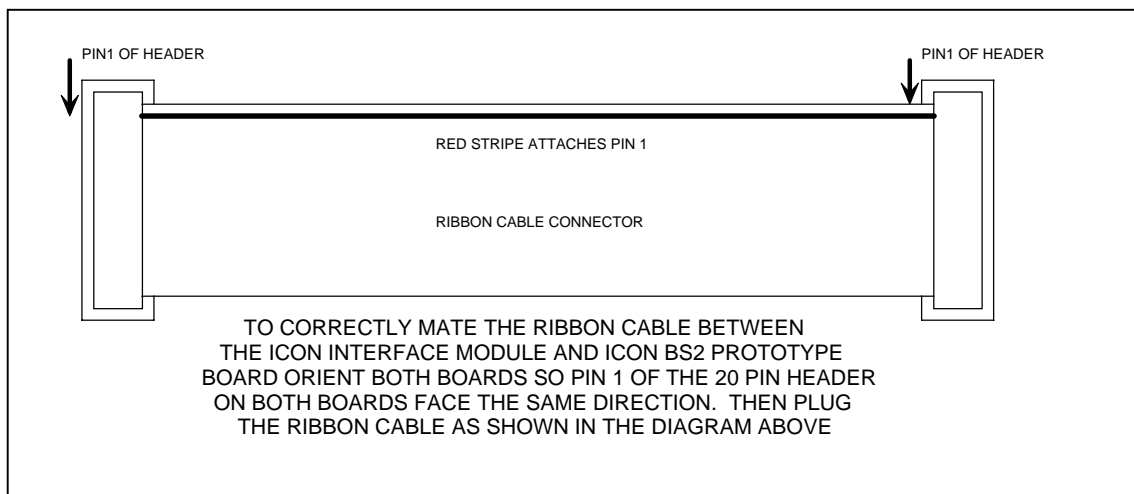 PIN1 OF HEADER
PIN1 OF HEADER
RED STRIPE ATTACHES PIN 1
RIBBON CABLE CONNECTOR
TO CORRECTLY MATE THE RIBBON CABLE BETWEEN
THE ICON INTERFACE MODULE AND ICON BS2 PROTOTYPE
BOARD ORIENT BOTH BOARDS SO PIN 1 OF THE 20 PIN HEADER
ON BOTH BOARDS FACE THE SAME DIRECTION. THEN PLUG
THE RIBBON CABLE AS SHOWN IN THE DIAGRAM ABOVE